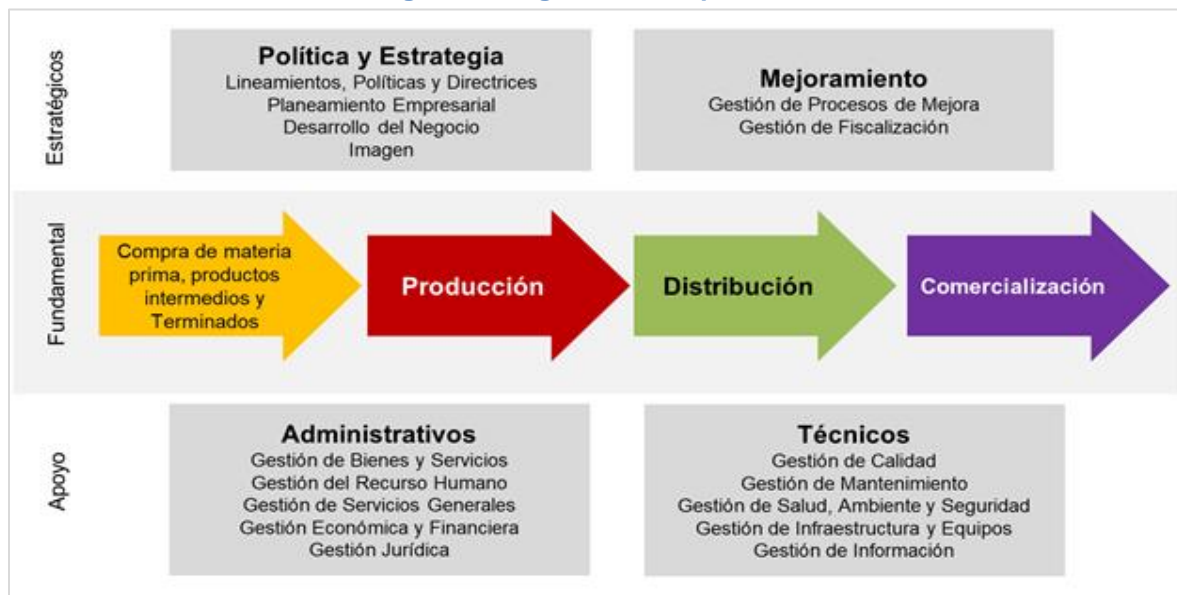 Estratégicos
Política y Estrategia
Lineamientos, Políticas y Directrices
Planeamiento Empresarial
Desarrollo del Negocio
Imagen
Mejoramiento
Gestión de Procesos de Mejora
Gestión de Fiscalización
Fundamental
Compra de materia
prima, productos
intermedios y
Terminados
Producción
Distribución
Comercialización
Apoyo
Administrativos
Gestión de Bienes y Servicios
Gestión del Recurso Humano
Gestión de Servicios Generales
Gestión Económica y Financiera
Gestión Jurídica
Técnicos
Gestión de Calidad
Gestión de Mantenimiento
Gestión de Salud, Ambiente y Seguridad
Gestión de Infraestructura y Equipos
Gestión de Información